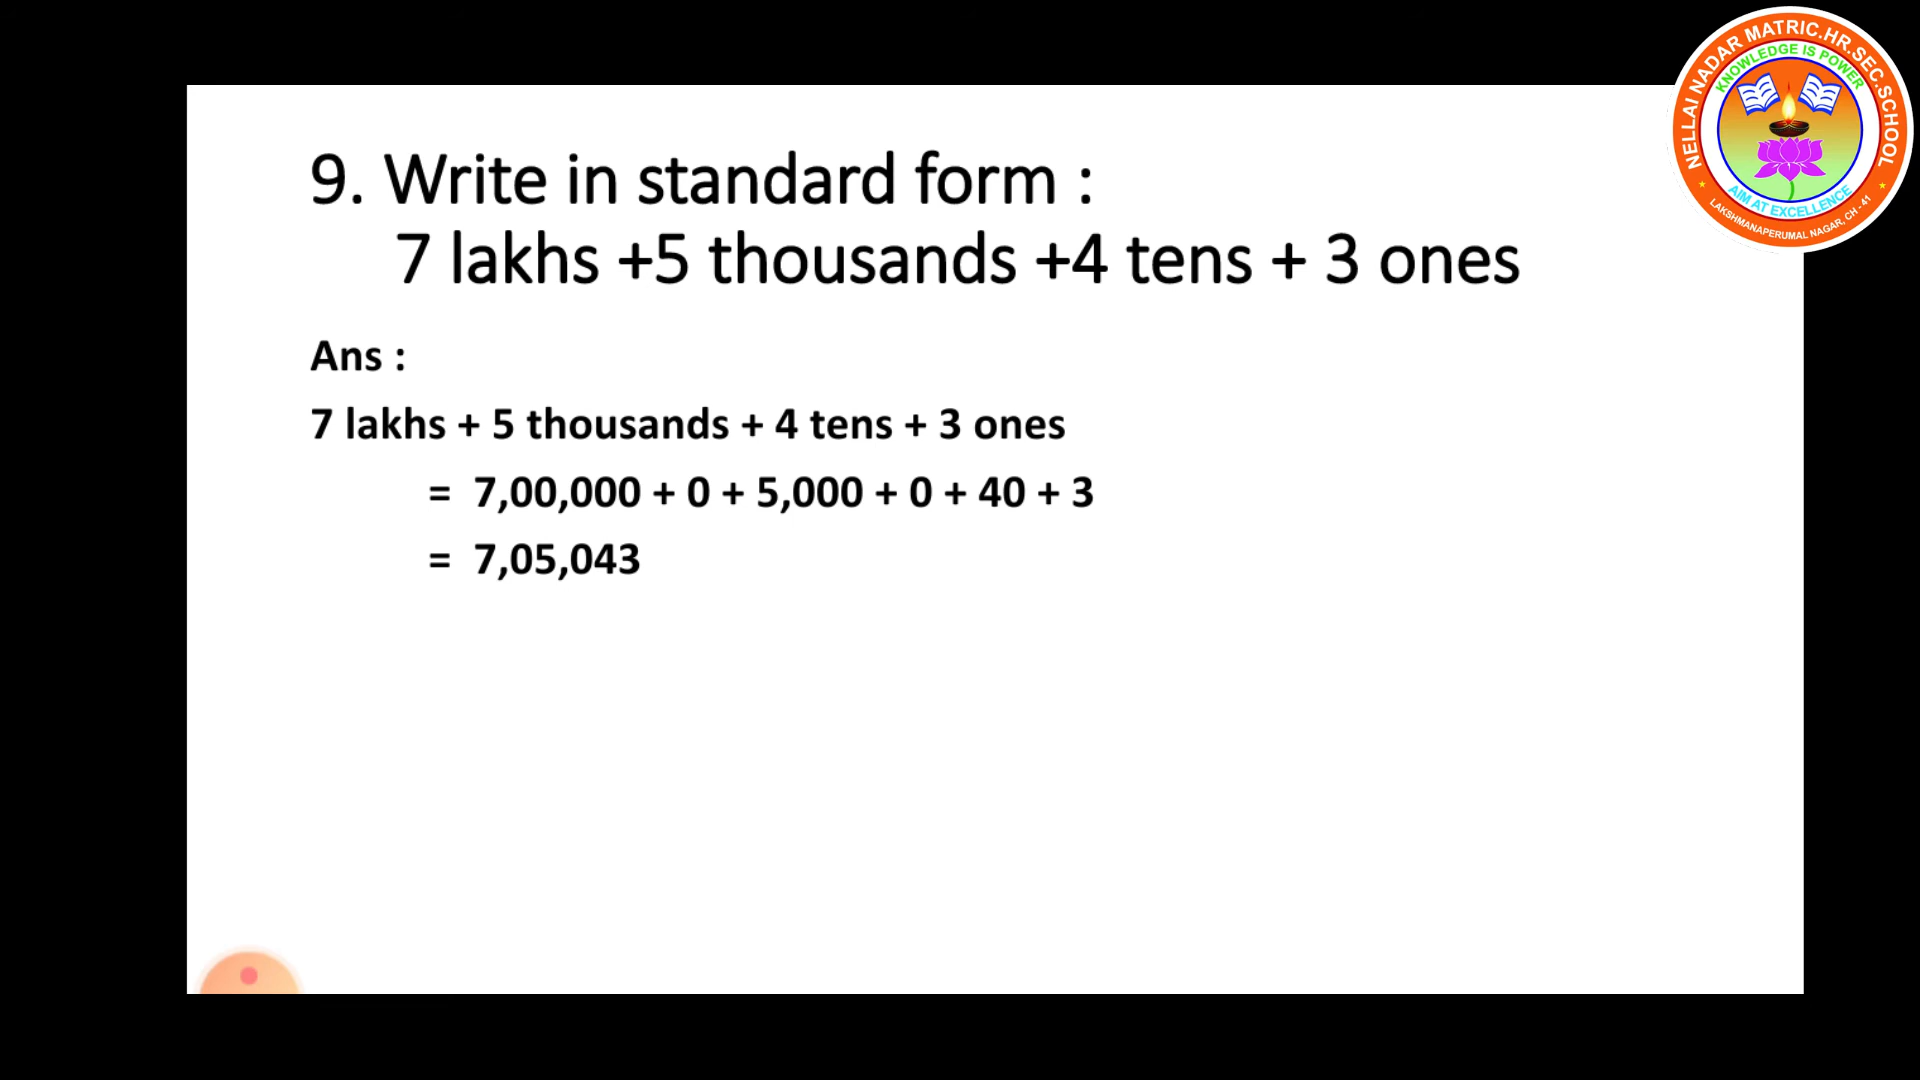 9. Write in standard form :
7 lakhs +5 thousands +4 tens + 3 ones
Ans :
7 lakhs + 5 thousands + 4 tens + 3 ones
= 7,00,000 + 0 + 5,000 + 0 + 40 + 3
= 7,05,043
NELLAI NADAR MATRIC.HR.SEC.SCHOOL
KNOWLEDGE IS POWER
AIM AT EXCELLENCE
LAKSHMANAPERUMAL NAGAR, CH - 41